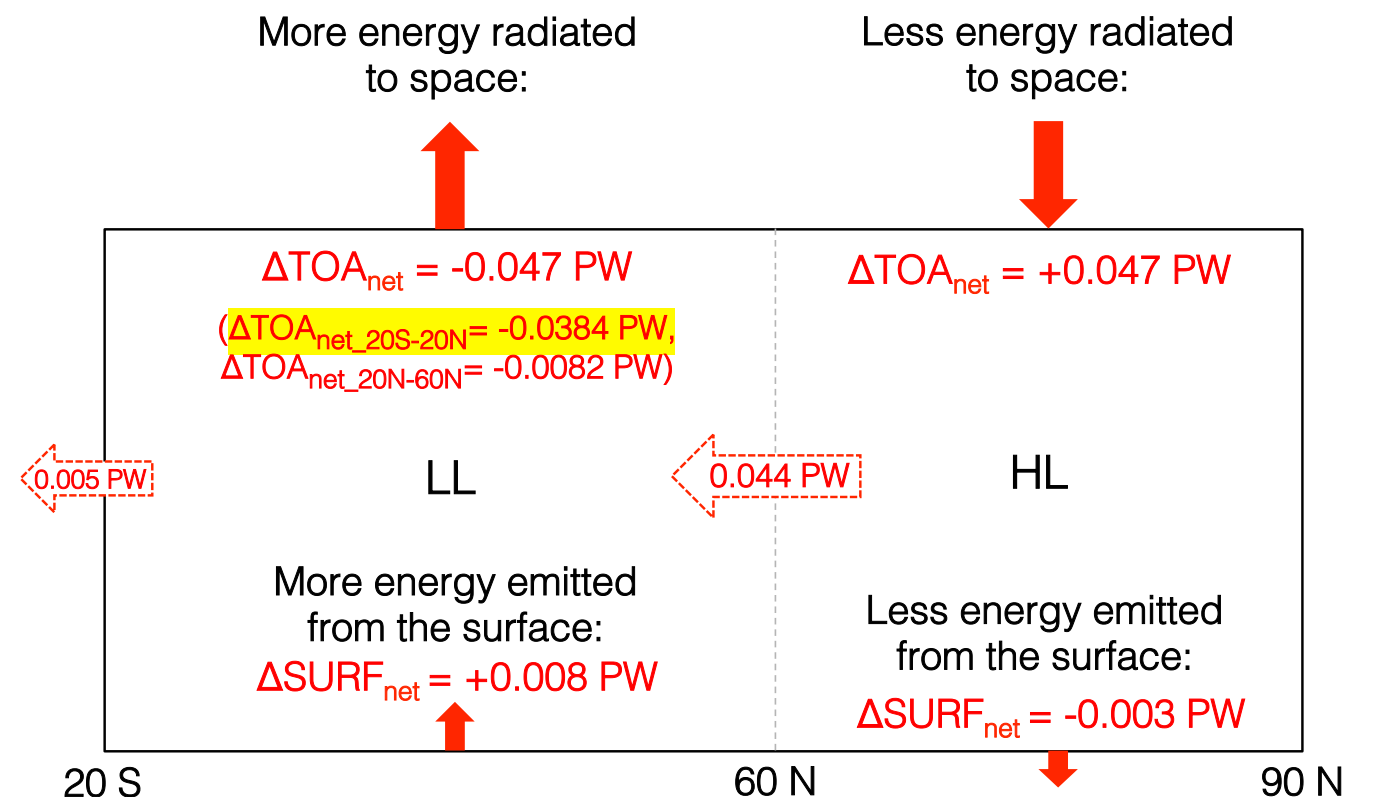 More energy radiated
to space:
Less energy radiated
to space:
ΔTOAnet = -0.047 PW
ΔTOAnet = +0.047 PW
(ΔTOAnet_20S-20N= -0.0384 PW,
ΔTOAnet_20N-60N= -0.0082 PW)
0.005 PW
LL
0.044 PW
HL
More energy emitted
from the surface:
ΔSURFnet = +0.008 PW
Less energy emitted
from the surface:
ΔSURFnet = -0.003 PW
20 S
60 N
90 N